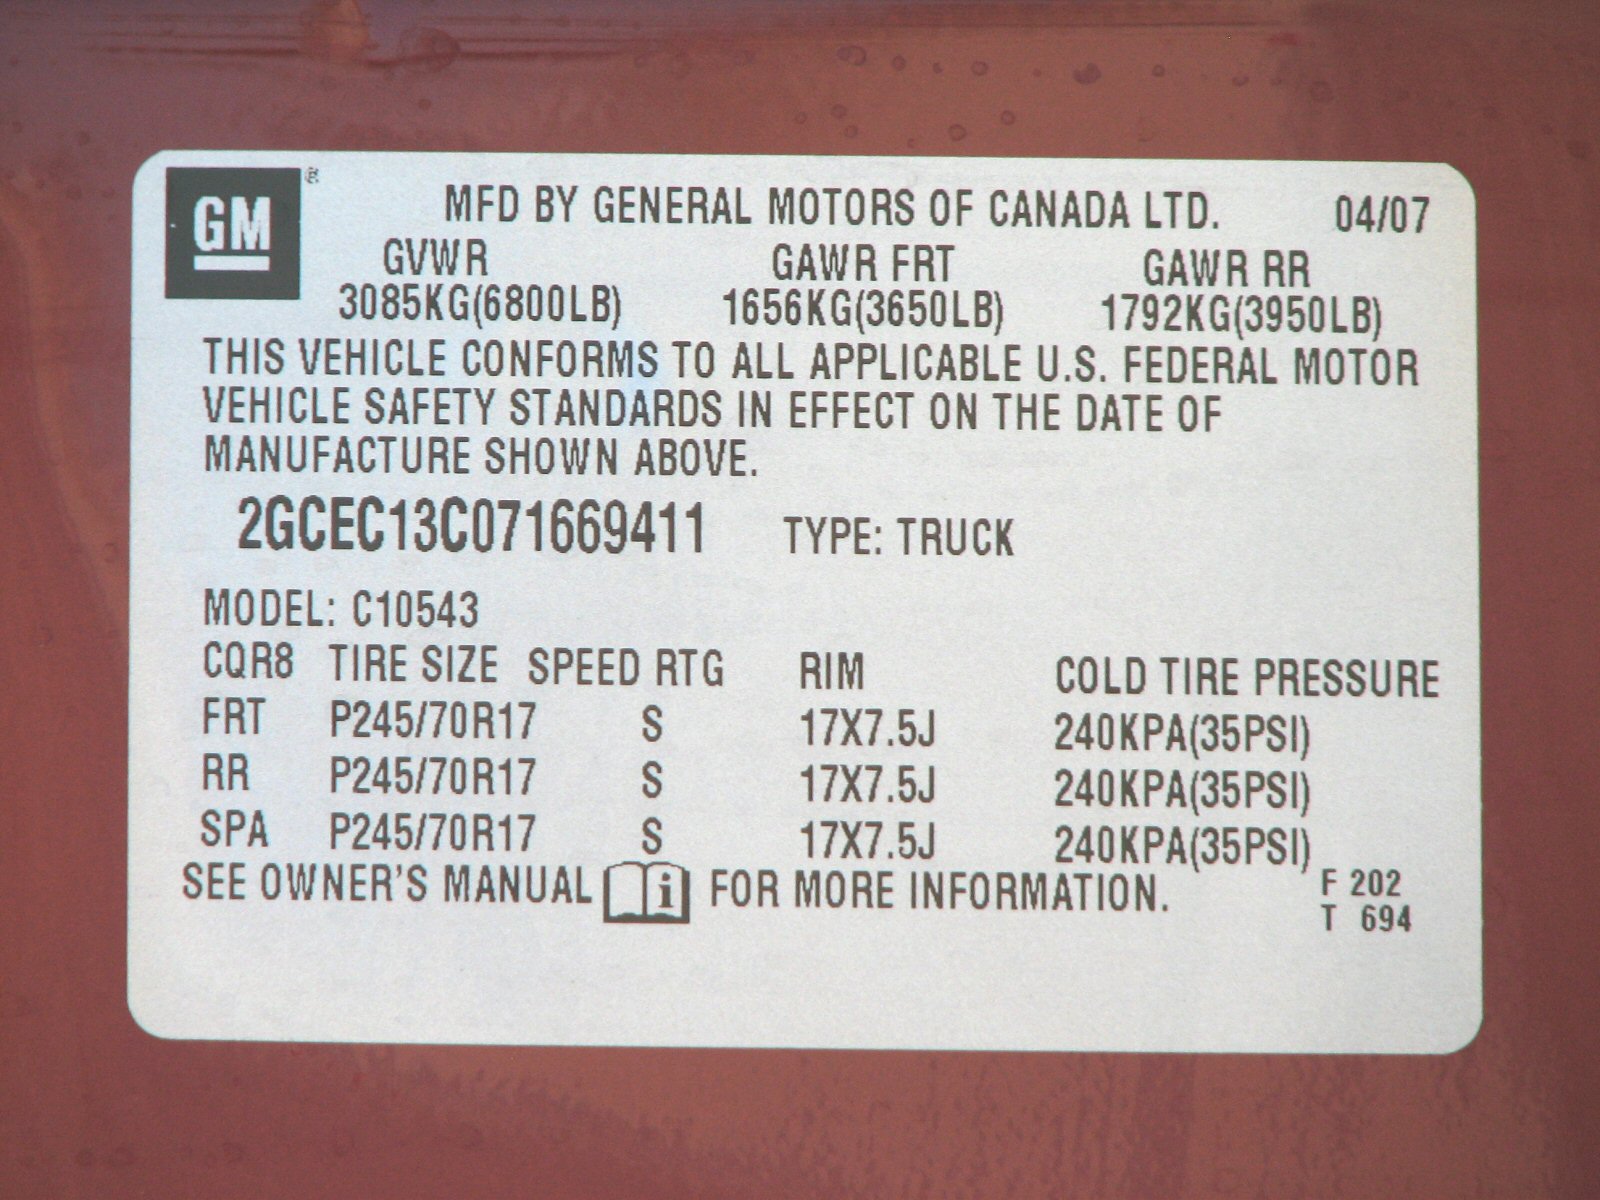 GM ®
MFD BY GENERAL MOTORS OF CANADA LTD. 04/07
GVWR GAWR FRT GAWR RR
3085KG(6800LB) 1656KG(3650LB) 1792KG(3950LB)
THIS VEHICLE CONFORMS TO ALL APPLICABLE U.S. FEDERAL MOTOR
VEHICLE SAFETY STANDARDS IN EFFECT ON THE DATE OF
MANUFACTURE SHOWN ABOVE.
2GCEC13C071669411 TYPE: TRUCK
MODEL: C10543
CQR8 TIRE SIZE SPEED RTG RIM COLD TIRE PRESSURE
FRT P245/70R17 S 17X7.5J 240KPA(35PSI)
RR P245/70R17 S 17X7.5J 240KPA(35PSI)
SPA P245/70R17 S 17X7.5J 240KPA(35PSI)
SEE OWNER'S MANUAL i FOR MORE INFORMATION.
F 202
T 694